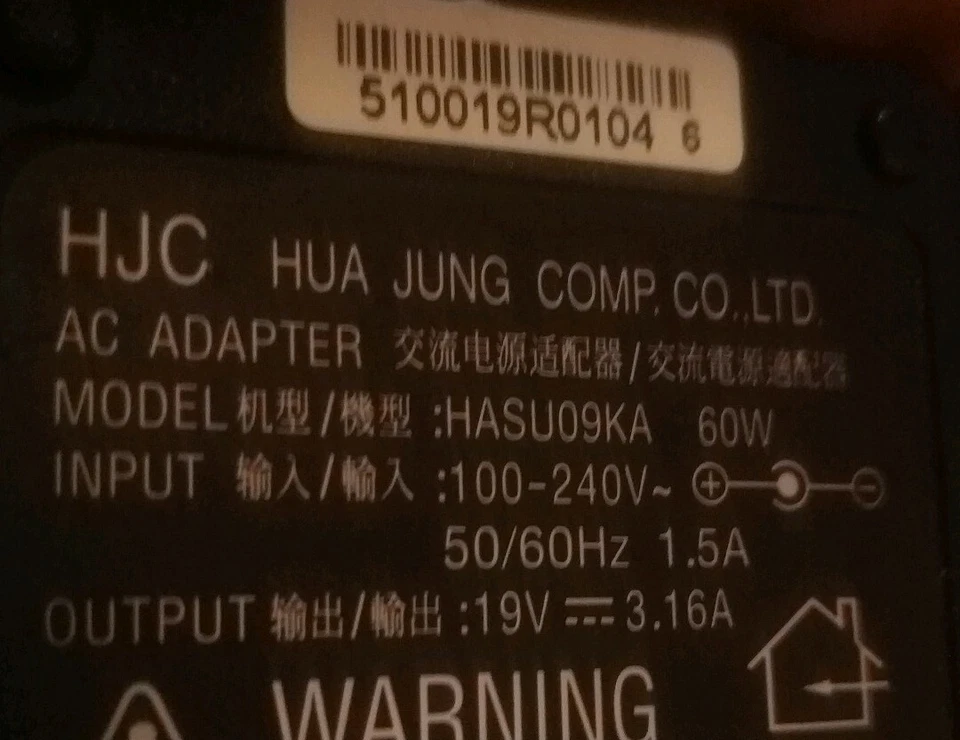 510019R0104 6
HJC HUA JUNG COMP. CO.,LTD.
AC ADAPTER 交流电源适配器/交流電源適配器
MODEL 机型/機型 :HASU09KA 60W
INPUT 输入/輸入 :100-240V~
50/60Hz 1.5A
OUTPUT 输出/輸出 :19V ⎓ 3.16A
WARNING